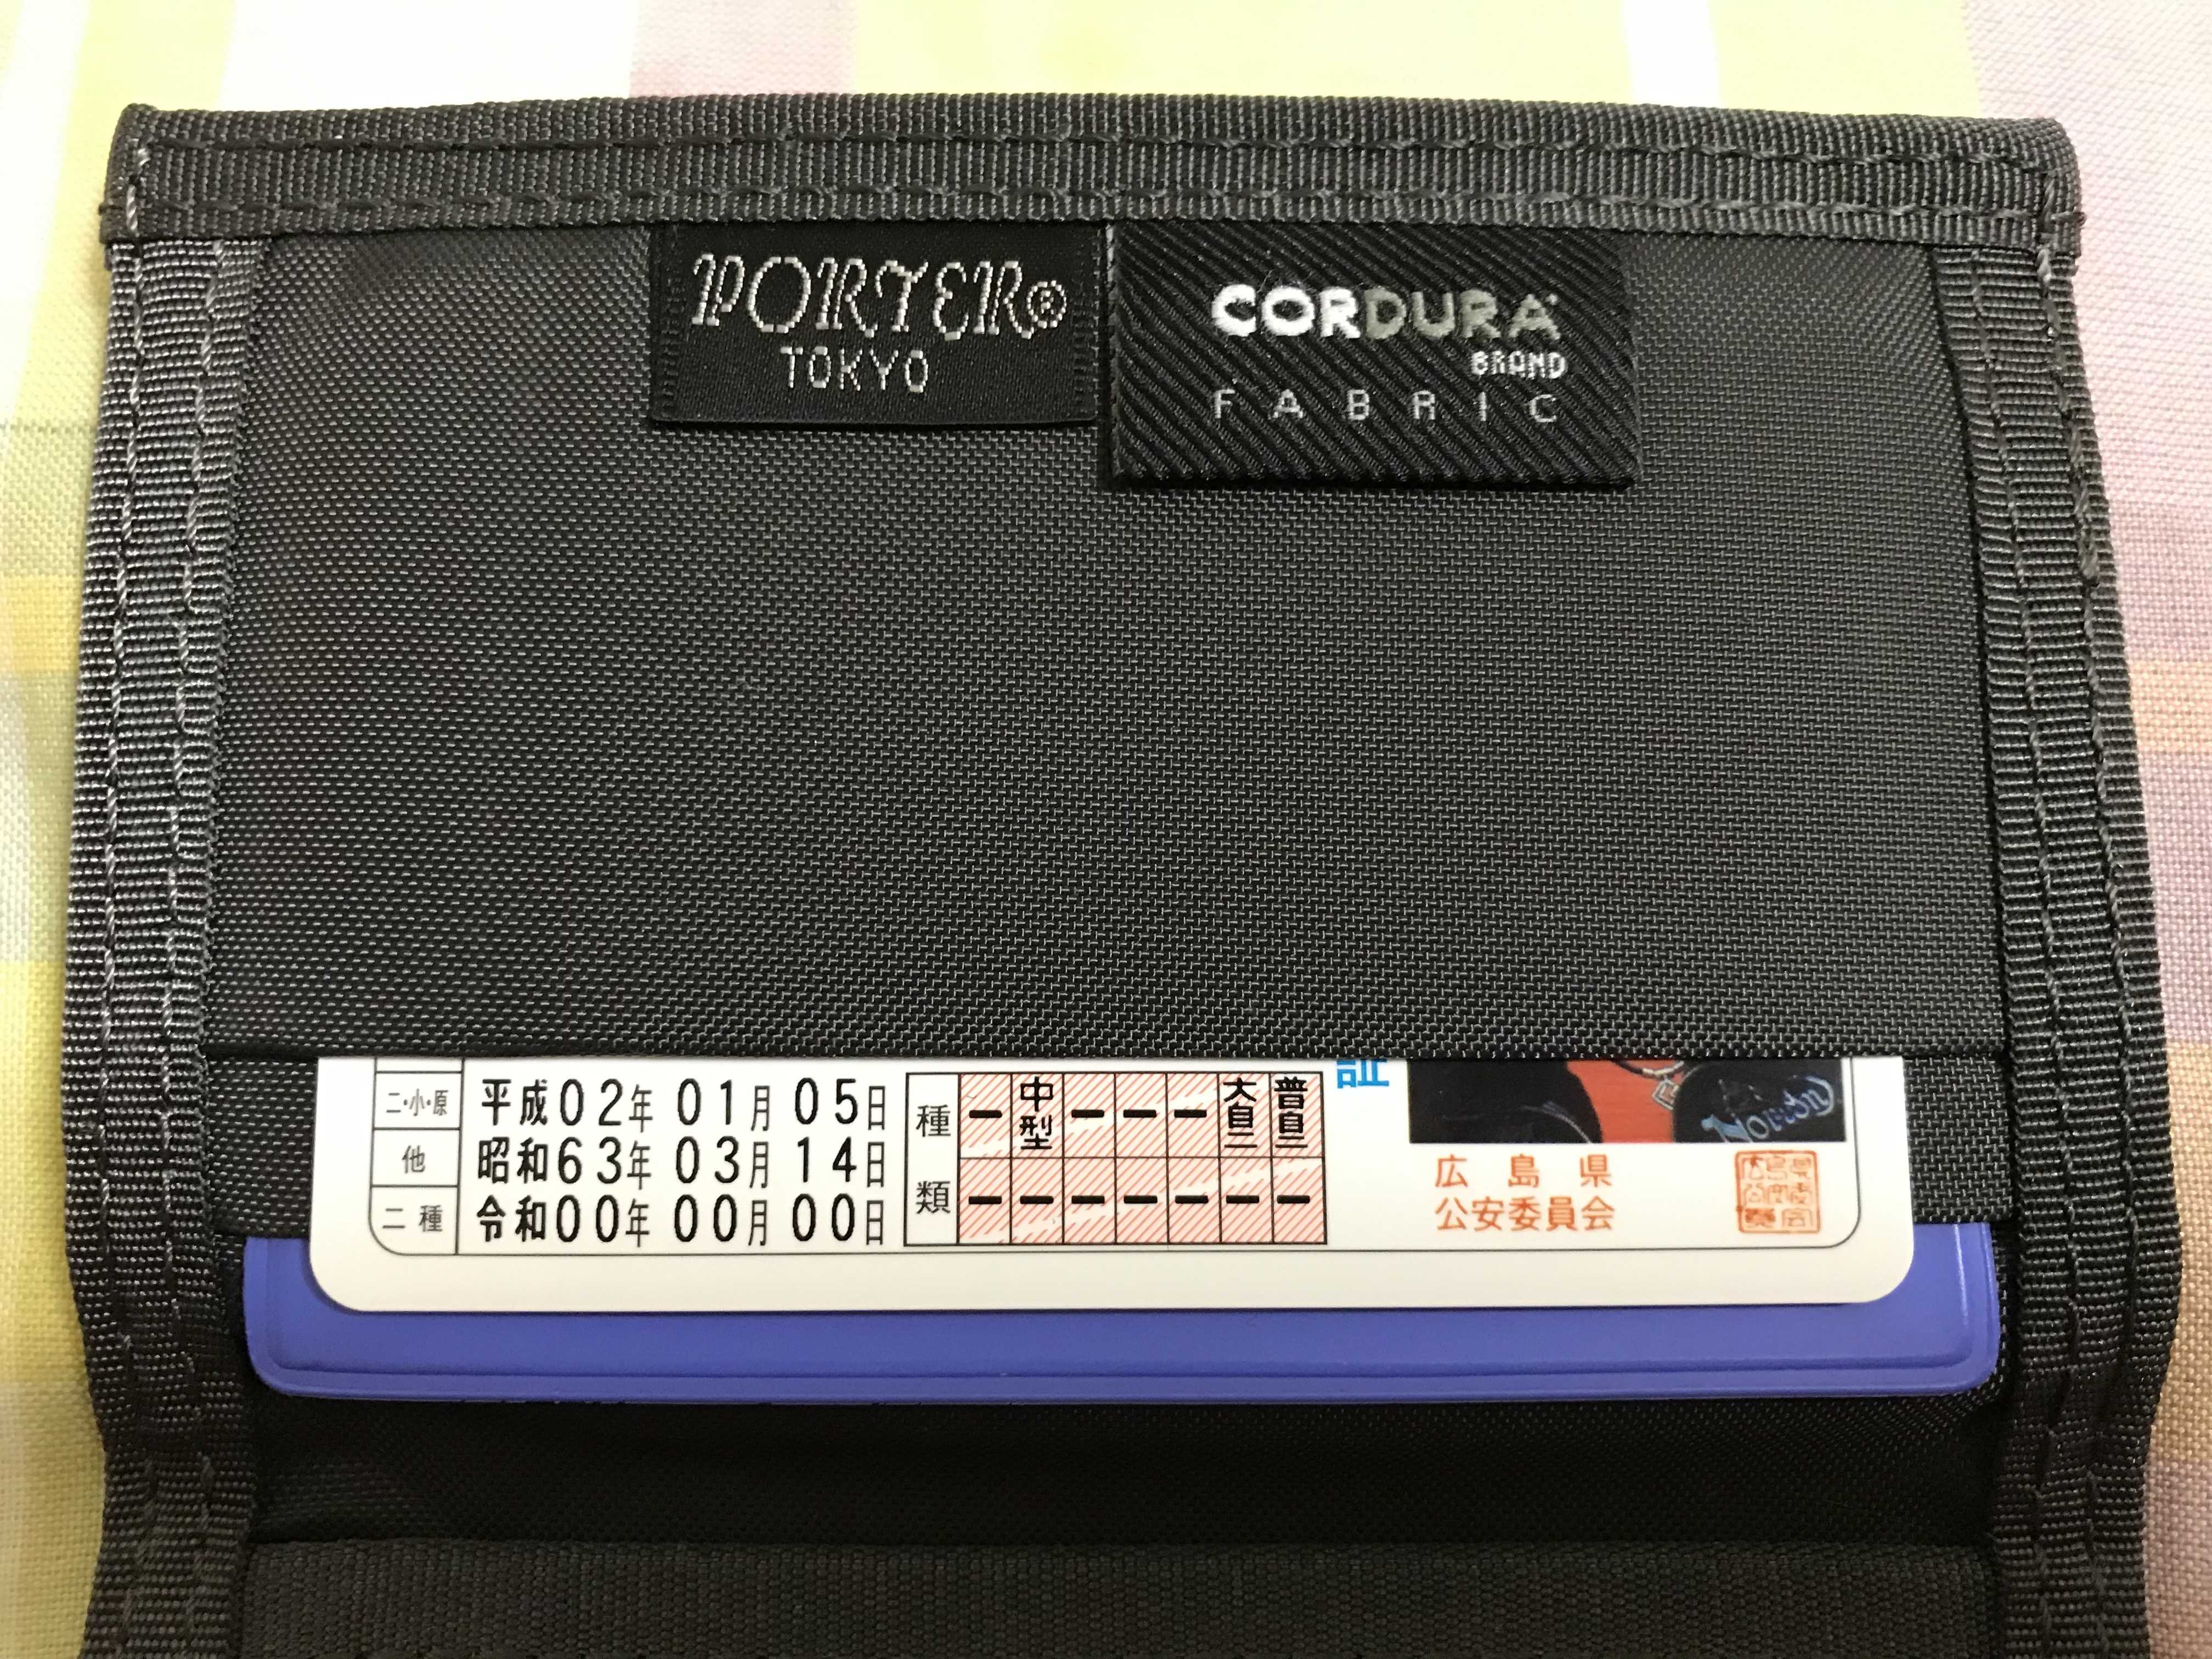 PORTER®
TOKYO
CORDURA
BRAND
FABRIC
二・小・原 平成02年 01月 05日
他 昭和63年 03月 14日
二種 令和00年 00月 00日
種類
中型 大自二 普自二
証
Norton
広島県
公安委員会